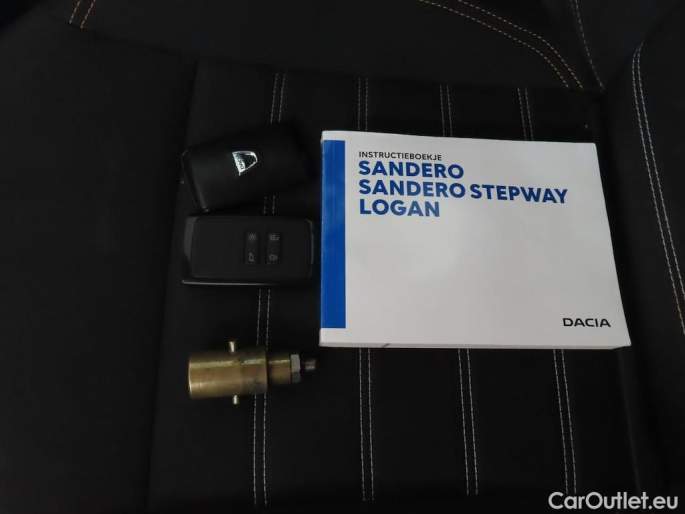 INSTRUCTIEBOEKJE
SANDERO
SANDERO STEPWAY
LOGAN
DACIA
CarOutlet.eu